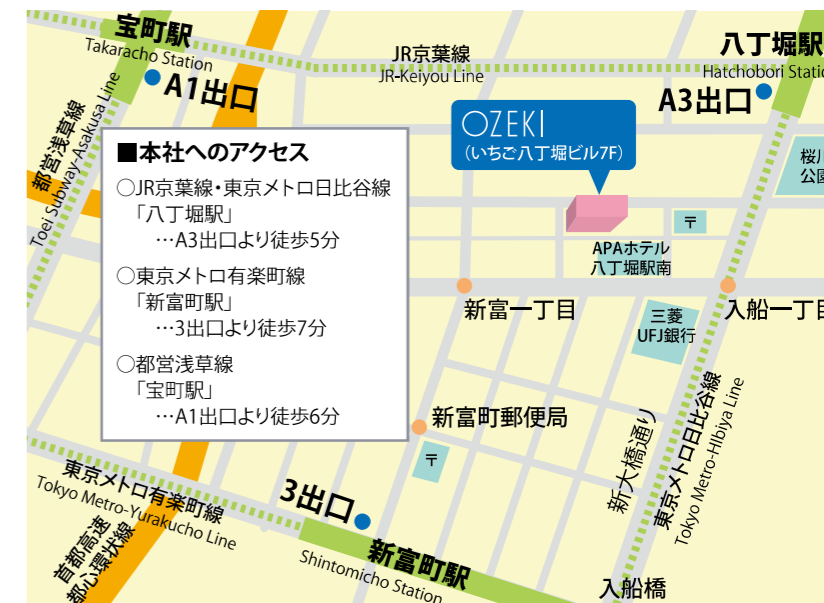 宝町駅
Takaracho Station
A1出口
JR京葉線
JR-Keiyou Line
八丁堀駅
Hatchobori Statio
A3出口
都営浅草線
Toei Subway-Asakusa Line
OZEKI
(いちご八丁堀ビル7F)
桜川
公園
■本社へのアクセス
○JR京葉線・東京メトロ日比谷線
「八丁堀駅」
…A3出口より徒歩5分
○東京メトロ有楽町線
「新富町駅」
…3出口より徒歩7分
○都営浅草線
「宝町駅」
…A1出口より徒歩6分
〒
APAホテル
八丁堀駅南
新富一丁目
三菱
UFJ銀行
入船一丁目
新富町郵便局
〒
新大橋通り
東京メトロ日比谷線
Tokyo Metro-HIbiya Line
東京メトロ有楽町線
Tokyo Metro-Yurakucho Line
3出口
新富町駅
Shintomicho Station
首都高速
都心環状線
入船橋